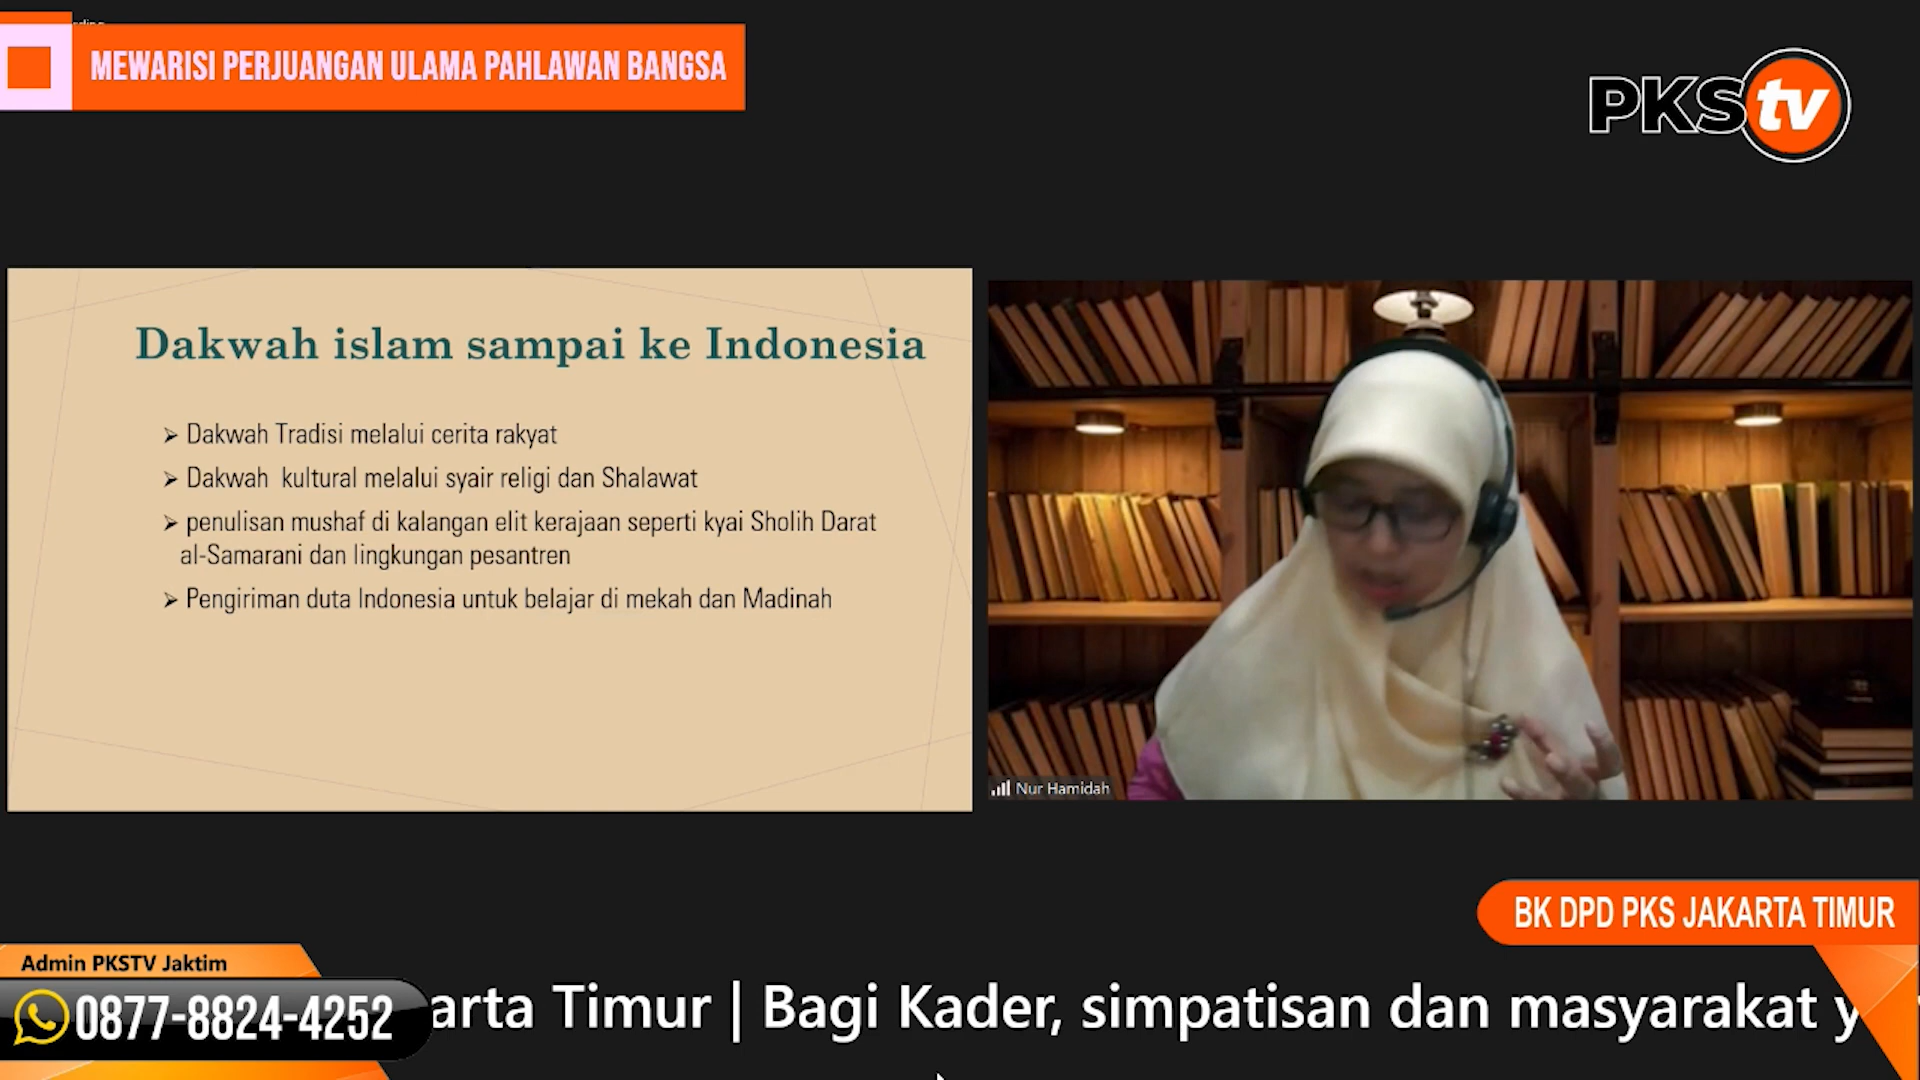 MEWARISI PERJUANGAN ULAMA PAHLAWAN BANGSA
PKStv
Dakwah islam sampai ke Indonesia
➢ Dakwah Tradisi melalui cerita rakyat
➢ Dakwah kultural melalui syair religi dan Shalawat
➢ penulisan mushaf di kalangan elit kerajaan seperti kyai Sholih Darat
al-Samarani dan lingkungan pesantren
➢ Pengiriman duta Indonesia untuk belajar di mekah dan Madinah
Nur Hamidah
BK DPD PKS JAKARTA TIMUR
Admin PKSTV Jaktim
0877-8824-4252
arta Timur | Bagi Kader, simpatisan dan masyarakat y